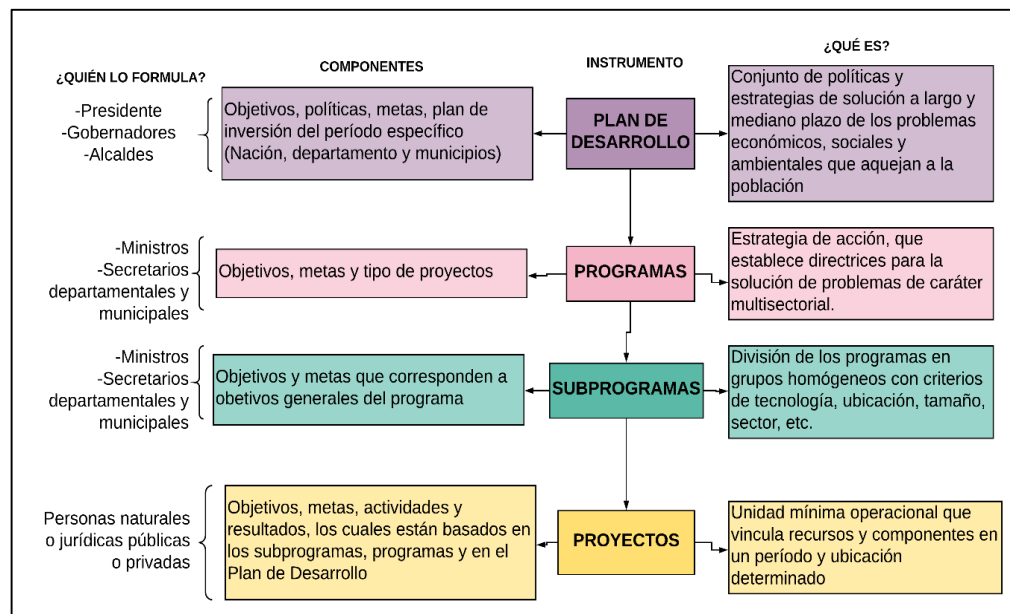 ¿QUIÉN LO FORMULA?
COMPONENTES
INSTRUMENTO
¿QUÉ ES?
-Presidente
-Gobernadores
-Alcaldes
Objetivos, políticas, metas, plan de
inversión del período específico
(Nación, departamento y municipios)
PLAN DE
DESARROLLO
Conjunto de políticas y
estrategias de solución a largo y
mediano plazo de los problemas
económicos, sociales y
ambientales que aquejan a la
población
-Ministros
-Secretarios
departamentales y
municipales
Objetivos, metas y tipo de proyectos
PROGRAMAS
Estrategia de acción, que
establece directrices para la
solución de problemas de caráter
multisectorial.
-Ministros
-Secretarios
departamentales y
municipales
Objetivos y metas que corresponden a
obetivos generales del programa
SUBPROGRAMAS
División de los programas en
grupos homógeneos con criterios
de tecnología, ubicación, tamaño,
sector, etc.
Personas naturales
o jurídicas públicas
o privadas
Objetivos, metas, actividades y
resultados, los cuales están basados en
los subprogramas, programas y en el
Plan de Desarrollo
PROYECTOS
Unidad mínima operacional que
vincula recursos y componentes en
un período y ubicación
determinado